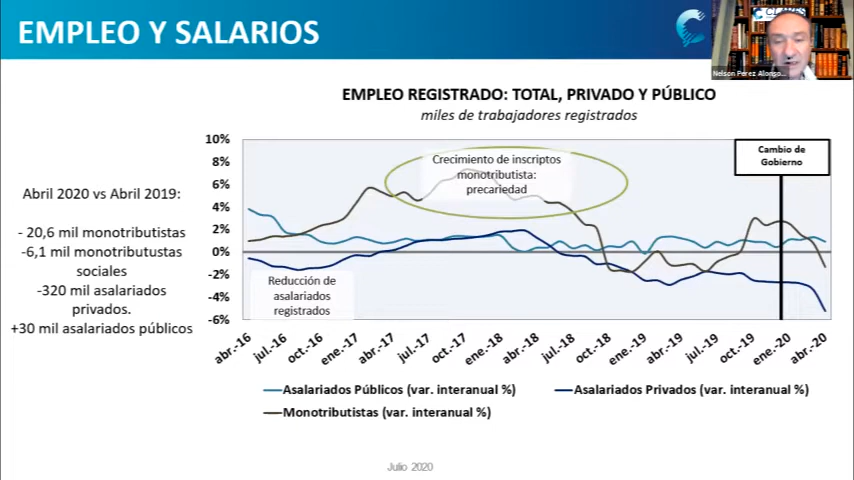 EMPLEO Y SALARIOS
CLAVES
Nelson Perez Alonso...
EMPLEO REGISTRADO: TOTAL, PRIVADO Y PÚBLICO
miles de trabajadores registrados
Abril 2020 vs Abril 2019:
- 20,6 mil monotributistas
-6,1 mil monotributustas
sociales
-320 mil asalariados
privados.
+30 mil asalariados públicos
10%
8%
6%
4%
2%
0%
-2%
-4%
-6%
Crecimiento de inscriptos
monotributista:
precariedad
Cambio de
Gobierno
Reducción de
asalariados
registrados
abr.-16
jul.-16
oct.-16
ene.-17
abr.-17
jul.-17
oct.-17
ene.-18
abr.-18
jul.-18
oct.-18
ene.-19
abr.-19
jul.-19
oct.-19
ene.-20
abr.-20
Asalariados Públicos (var. interanual %)
Asalariados Privados (var. interanual %)
Monotributistas (var. interanual %)
Julio 2020